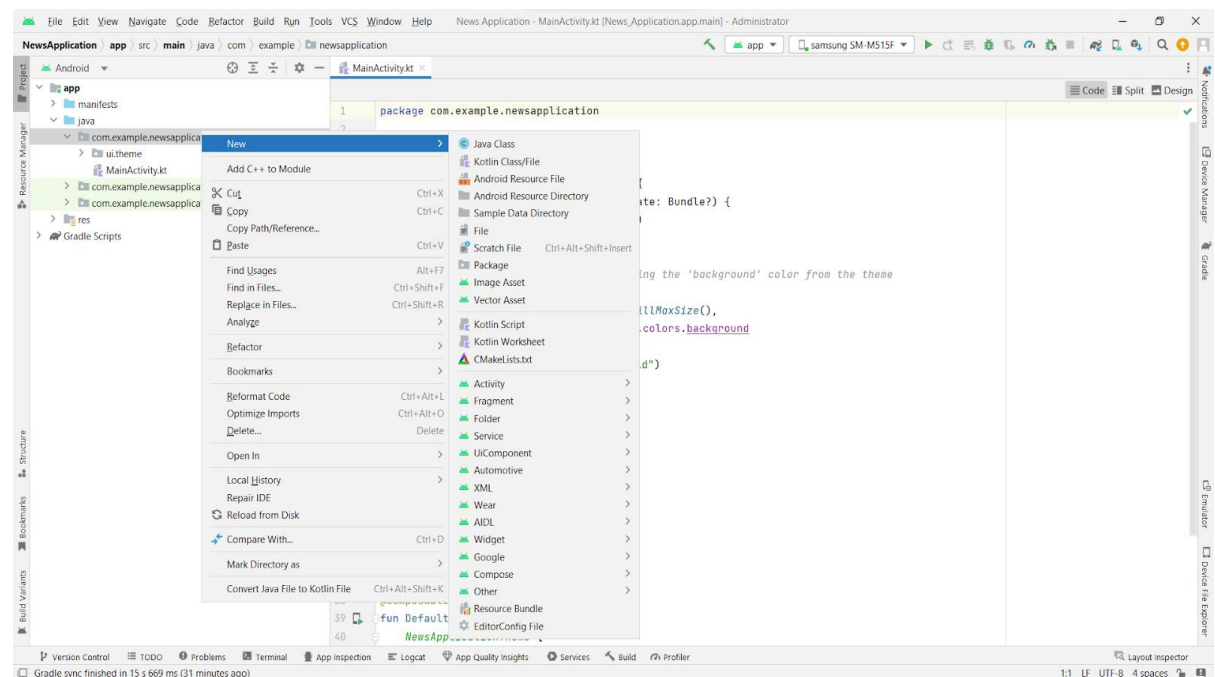 File Edit View Navigate Code Refactor Build Run Tools VCS Window Help News Application - MainActivity.kt [News_Application.app.main] - Administrator
NewsApplication app src main java com example newsapplication
app samsung SM-M515F
Android
MainActivity.kt
Code Split Design
Project
Resource Manager
Structure
Bookmarks
Build Variants
app
manifests
java
com.example.newsapplica
ui.theme
MainActivity.kt
com.example.newsapplica
com.example.newsapplica
res
Gradle Scripts
New
Add C++ to Module
Cut Ctrl+X
Copy Ctrl+C
Copy Path/Reference...
Paste Ctrl+V
Find Usages Alt+F7
Find in Files... Ctrl+Shift+F
Replace in Files... Ctrl+Shift+R
Analyze
Refactor
Bookmarks
Reformat Code Ctrl+Alt+L
Optimize Imports Ctrl+Alt+O
Delete... Delete
Open In
Local History
Repair IDE
Reload from Disk
Compare With... Ctrl+D
Mark Directory as
Convert Java File to Kotlin File Ctrl+Alt+Shift+K
Java Class
Kotlin Class/File
Android Resource File
Android Resource Directory
Sample Data Directory
File
Scratch File Ctrl+Alt+Shift+Insert
Package
Image Asset
Vector Asset
Kotlin Script
Kotlin Worksheet
CMakeLists.txt
Activity
Fragment
Folder
Service
UiComponent
Automotive
XML
Wear
AIDL
Widget
Google
Compose
Other
Resource Bundle
EditorConfig File
1 package com.example.newsapplication
2
{
ate: Bundle?) {
)
ing the 'background' color from the theme
illMaxSize(),
.colors.background
d")
39 fun Default
40 NewsApp
Notifications
Device Manager
Gradle
Emulator
Device File Explorer
Version Control TODO Problems Terminal App Inspection Logcat App Quality Insights Services Build Profiler Layout Inspector
Gradle sync finished in 15 s 669 ms (31 minutes ago) 1:1 LF UTF-8 4 spaces